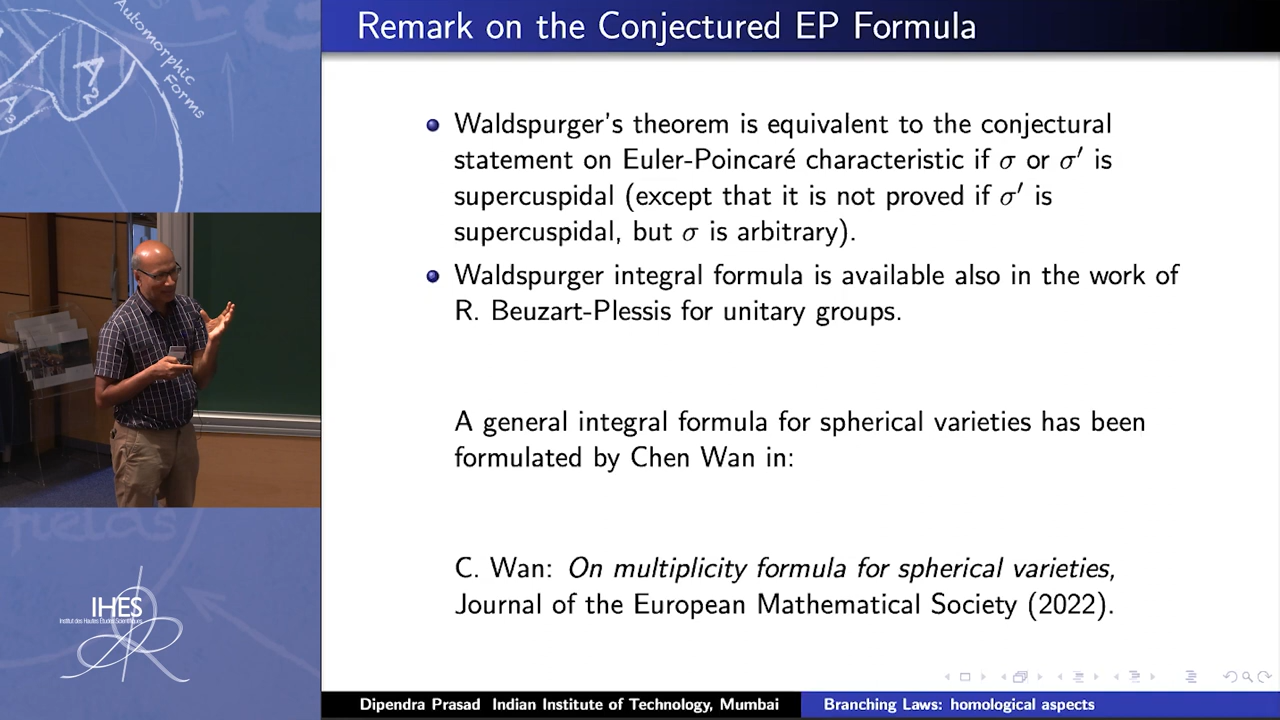 Remark on the Conjectured EP Formula
Waldspurger's theorem is equivalent to the conjectural
statement on Euler-Poincaré characteristic if σ or σ′ is
supercuspidal (except that it is not proved if σ′ is
supercuspidal, but σ is arbitrary).
Waldspurger integral formula is available also in the work of
R. Beuzart-Plessis for unitary groups.
A general integral formula for spherical varieties has been
formulated by Chen Wan in:
C. Wan: On multiplicity formula for spherical varieties,
Journal of the European Mathematical Society (2022).
Dipendra Prasad Indian Institute of Technology, Mumbai
Branching Laws: homological aspects
Automorphic
Forms
A2
A3
fields
IHES
Institut des Hautes Études Scientifiques